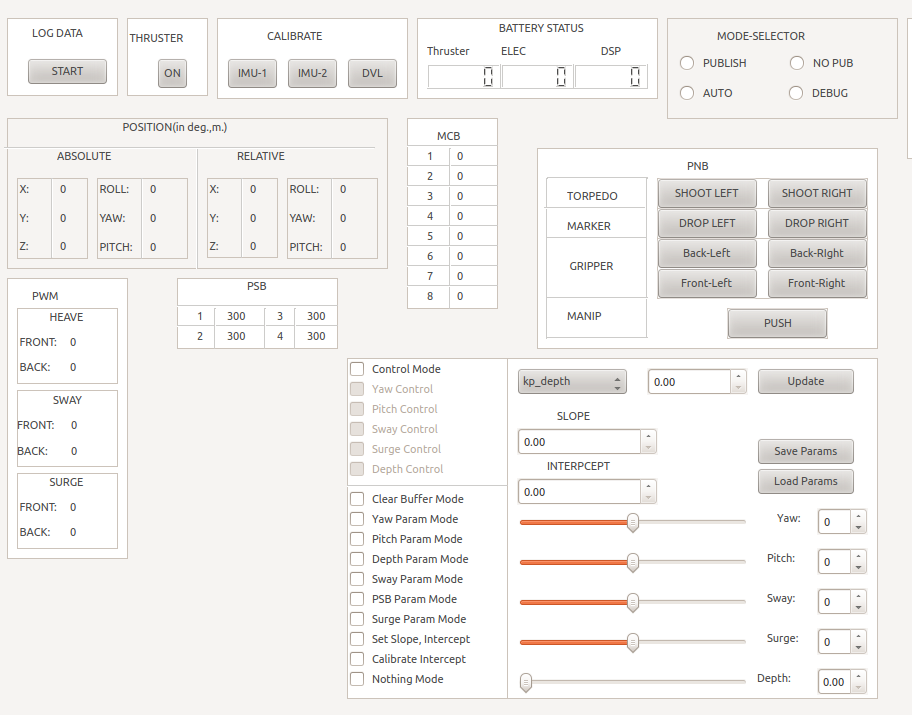 LOG DATA
START
THRUSTER
ON
CALIBRATE
IMU-1 IMU-2 DVL
BATTERY STATUS
Thruster ELEC DSP
0 0 0
MODE-SELECTOR
PUBLISH NO PUB
AUTO DEBUG
POSITION(in deg.,m.)
ABSOLUTE RELATIVE
X: 0 ROLL: 0 X: 0 ROLL: 0
Y: 0 YAW: 0 Y: 0 YAW: 0
Z: 0 PITCH: 0 Z: 0 PITCH: 0
MCB
1 0
2 0
3 0
4 0
5 0
6 0
7 0
8 0
PNB
TORPEDO SHOOT LEFT SHOOT RIGHT
MARKER DROP LEFT DROP RIGHT
GRIPPER Back-Left Back-RIght
Front-Left Front-Right
MANIP PUSH
PWM
HEAVE
FRONT: 0
BACK: 0
SWAY
FRONT: 0
BACK: 0
SURGE
FRONT: 0
BACK: 0
PSB
1 300 3 300
2 300 4 300
Control Mode
Yaw Control
Pitch Control
Sway Control
Surge Control
Depth Control
Clear Buffer Mode
Yaw Param Mode
Pitch Param Mode
Depth Param Mode
Sway Param Mode
PSB Param Mode
Surge Param Mode
Set Slope, Intercept
Calibrate Intercept
Nothing Mode
kp_depth 0.00 Update
SLOPE
0.00
INTERPCEPT
0.00
Save Params
Load Params
Yaw: 0
Pitch: 0
Sway: 0
Surge: 0
Depth: 0.00